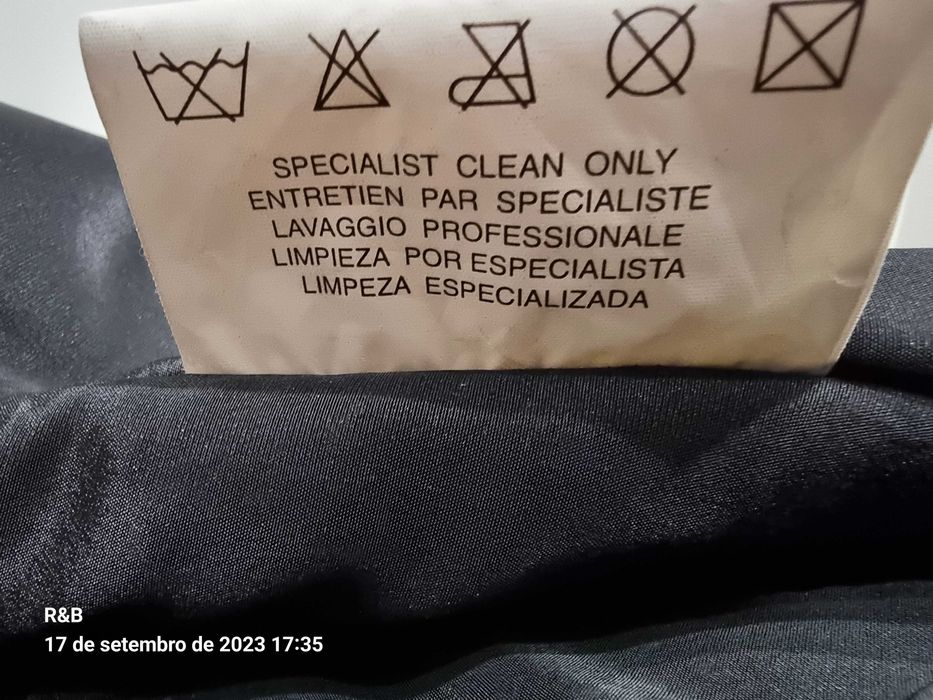 SPECIALIST CLEAN ONLY
ENTRETIEN PAR SPECIALISTE
LAVAGGIO PROFESSIONALE
LIMPIEZA POR ESPECIALISTA
LIMPEZA ESPECIALIZADA
R&B
17 de setembro de 2023 17:35